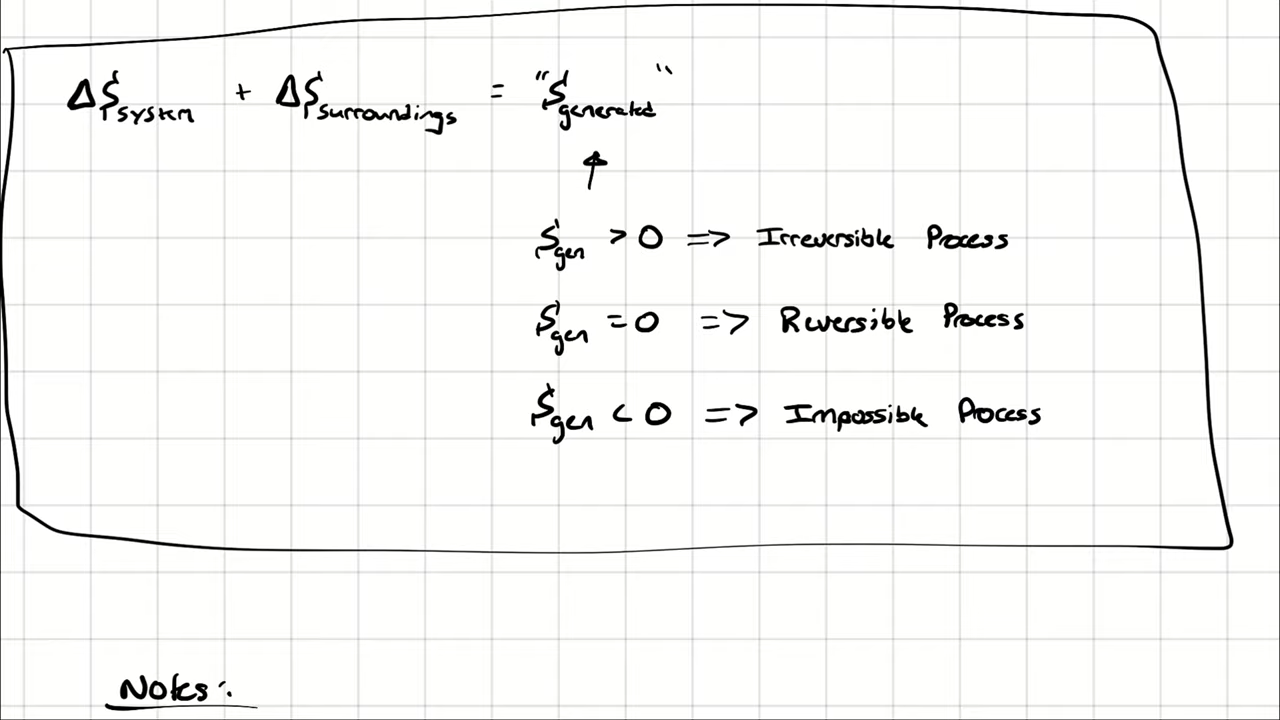 ΔS_system + ΔS_surroundings = "S_generated"
↑
S_gen > 0 => Irreversible Process
S_gen = 0 => Reversible Process
S_gen < 0 => Impossible Process
Notes: